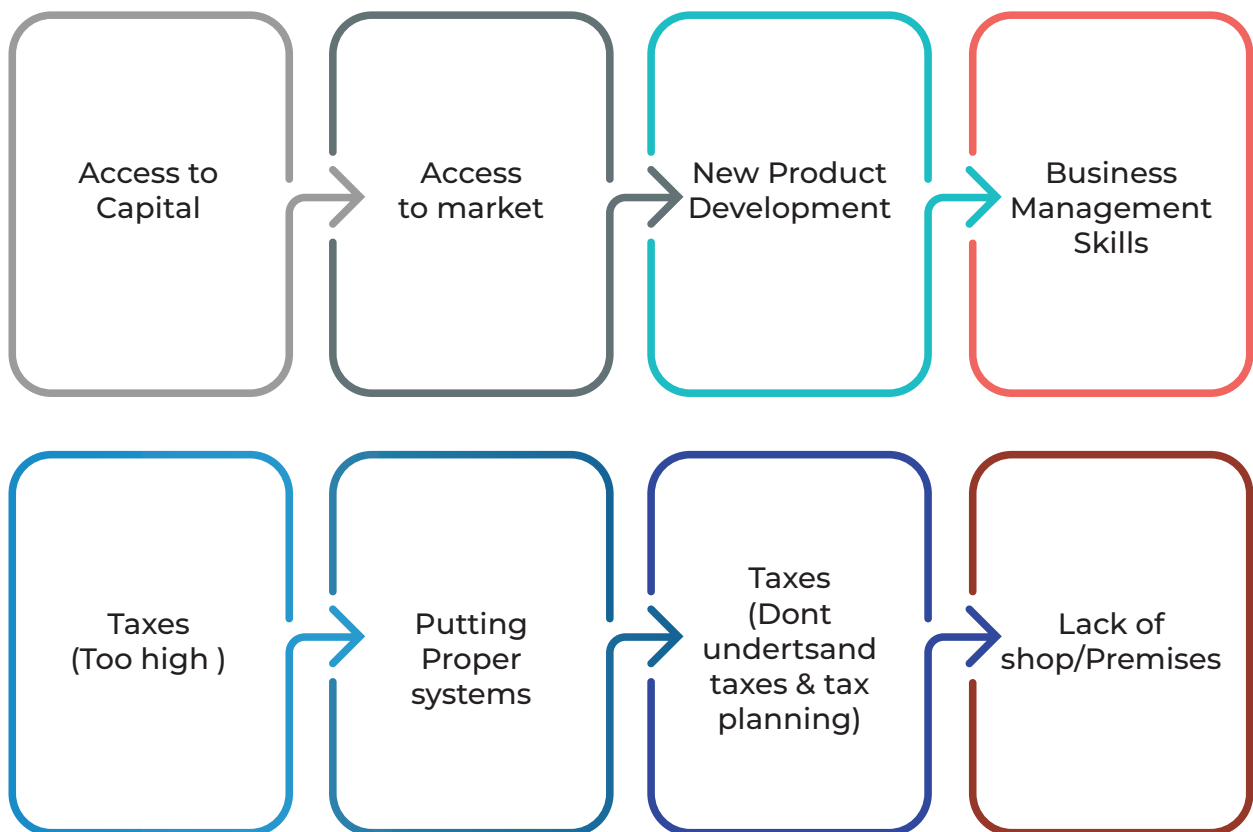 Access to
Capital
Access
to market
New Product
Development
Business
Management
Skills
Taxes
(Too high )
Putting
Proper
systems
Taxes
(Dont
undertsand
taxes & tax
planning)
Lack of
shop/Premises